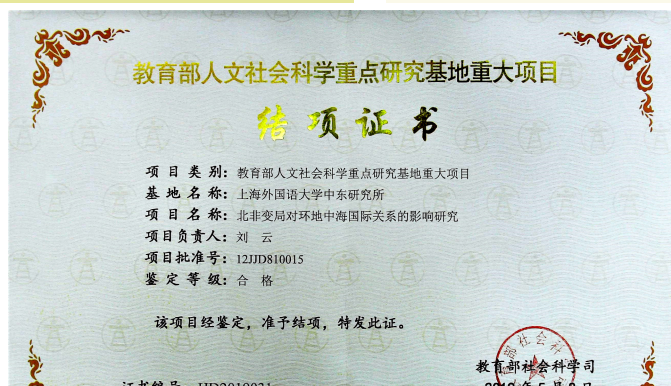 教育部人文社会科学重点研究基地重大项目
结项证书
项目类别：教育部人文社会科学重点研究基地重大项目
基地名称：上海外国语大学中东研究所
项目名称：北非变局对环地中海国际关系的影响研究
项目负责人：刘 云
项目批准号：12JJD810015
鉴定等级：合 格
该项目经鉴定，准予结项，特发此证。
教育部社会科学司